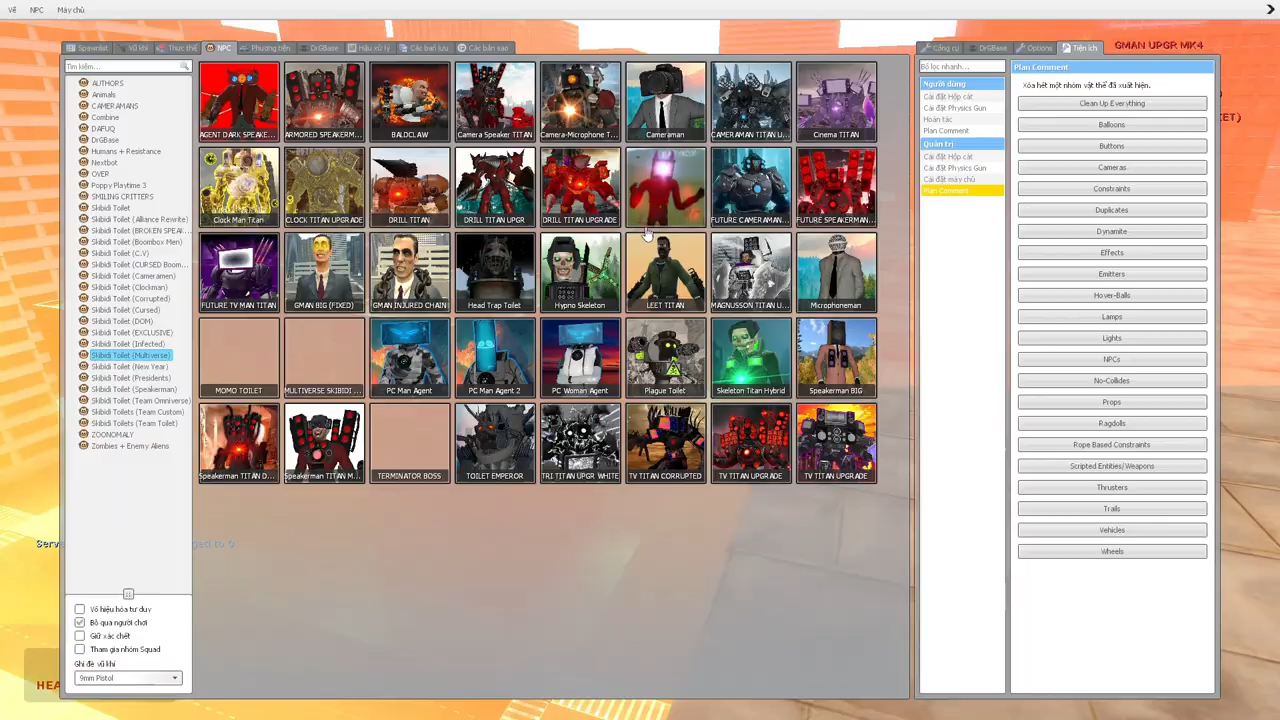 Vẽ NPC Máy chủ
Spawnlist Vũ khí Thực thể NPC Phương tiện DrGBase Hậu xử lý Các bản lưu Các bản sao
Công cụ DrGBase Options Tiện ích
GMAN UPGR MK4
Tìm kiếm...
AUTHORS
Animals
CAMERAMANS
Combine
DAFUQ
DrGBase
Humans + Resistance
Nextbot
OVER
Poppy Playtime 3
SMILING CRITTERS
Skibidi Toilet
Skibidi Toilet (Alliance Rewrite)
Skibidi Toilet (BROKEN SPEAK...
Skibidi Toilet (Boombox Men)
Skibidi Toilet (C.V)
Skibidi Toilet (CURSED Boom...
Skibidi Toilet (Cameramen)
Skibidi Toilet (Clockman)
Skibidi Toilet (Corrupted)
Skibidi Toilet (Cursed)
Skibidi Toilet (DOM)
Skibidi Toilet (EXCLUSIVE)
Skibidi Toilet (Infected)
Skibidi Toilet (Multiverse)
Skibidi Toilet (New Year)
Skibidi Toilet (Presidents)
Skibidi Toilet (Speakerman)
Skibidi Toilet (Team Omniverse)
Skibidi Toilets (Team Custom)
Skibidi Toilets (Team Toilet)
ZOONOMALY
Zombies + Enemy Aliens
Vô hiệu hóa tư duy
Bỏ qua người chơi
Giữ xác chết
Tham gia nhóm Squad
Ghi đè vũ khí
9mm Pistol
AGENT DARK SPEAKE... ARMORED SPEAKERM... BALDCLAW Camera Speaker TITAN Camera-Microphone T... Cameraman CAMERAMAN TITAN U... Cinema TITAN
Clock Man Titan CLOCK TITAN UPGRADE DRILL TITAN DRILL TITAN UPGR DRILL TITAN UPGRADE FUTURE CAMERAMAN... FUTURE SPEAKERMAN...
FUTURE TV MAN TITAN GMAN BIG (FIXED) GMAN INJURED CHAIN Head Trap Toilet Hypno Skeleton LEET TITAN MAGNUSSON TITAN U... Microphoneman
MOMO TOILET MULTIVERSE SKIBIDI ... PC Man Agent PC Man Agent 2 PC Woman Agent Plague Toilet Skeleton Titan Hybrid Speakerman BIG
Speakerman TITAN D... Speakerman TITAN M... TERMINATOR BOSS TOILET EMPEROR TRI TITAN UPGR WHITE TV TITAN CORRUPTED TV TITAN UPGRADE TV TITAN UPGRADE
Bộ lọc nhanh...
Người dùng
Cài đặt Hộp cát
Cài đặt Physics Gun
Hoàn tác
Plan Comment
Quản trị
Cài đặt Hộp cát
Cài đặt Physics Gun
Cài đặt máy chủ
Plan Comment
Plan Comment
Xóa hết một nhóm vật thể đã xuất hiện.
Clean Up Everything
Balloons
Buttons
Cameras
Constraints
Duplicates
Dynamite
Effects
Emitters
Hover-Balls
Lamps
Lights
NPCs
No-Collides
Props
Ragdolls
Rope Based Constraints
Scripted Entities/Weapons
Thrusters
Trails
Vehicles
Wheels